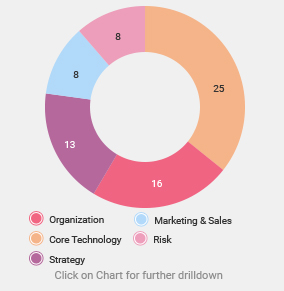 8
25
8
13
16
Organization
Marketing & Sales
Core Technology
Risk
Strategy
Click on Chart for further drilldown